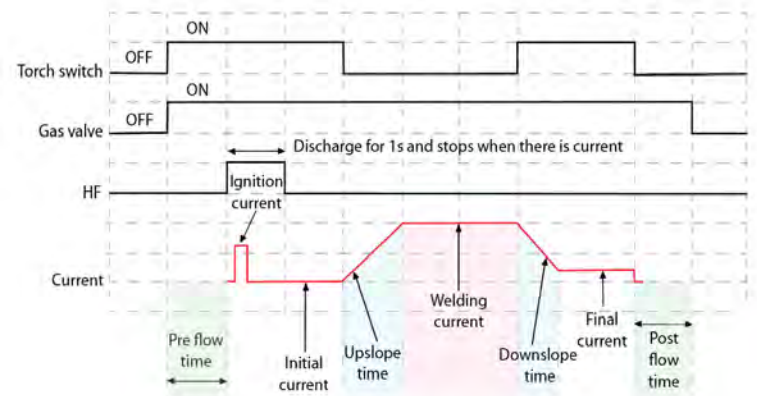 ON
OFF
Torch switch
ON
OFF
Gas valve
Discharge for 1s and stops when there is current
HF
Ignition
current
Current
Welding
current
Pre flow
time
Initial
current
Upslope
time
Downslope
time
Final
current
Post
flow
time